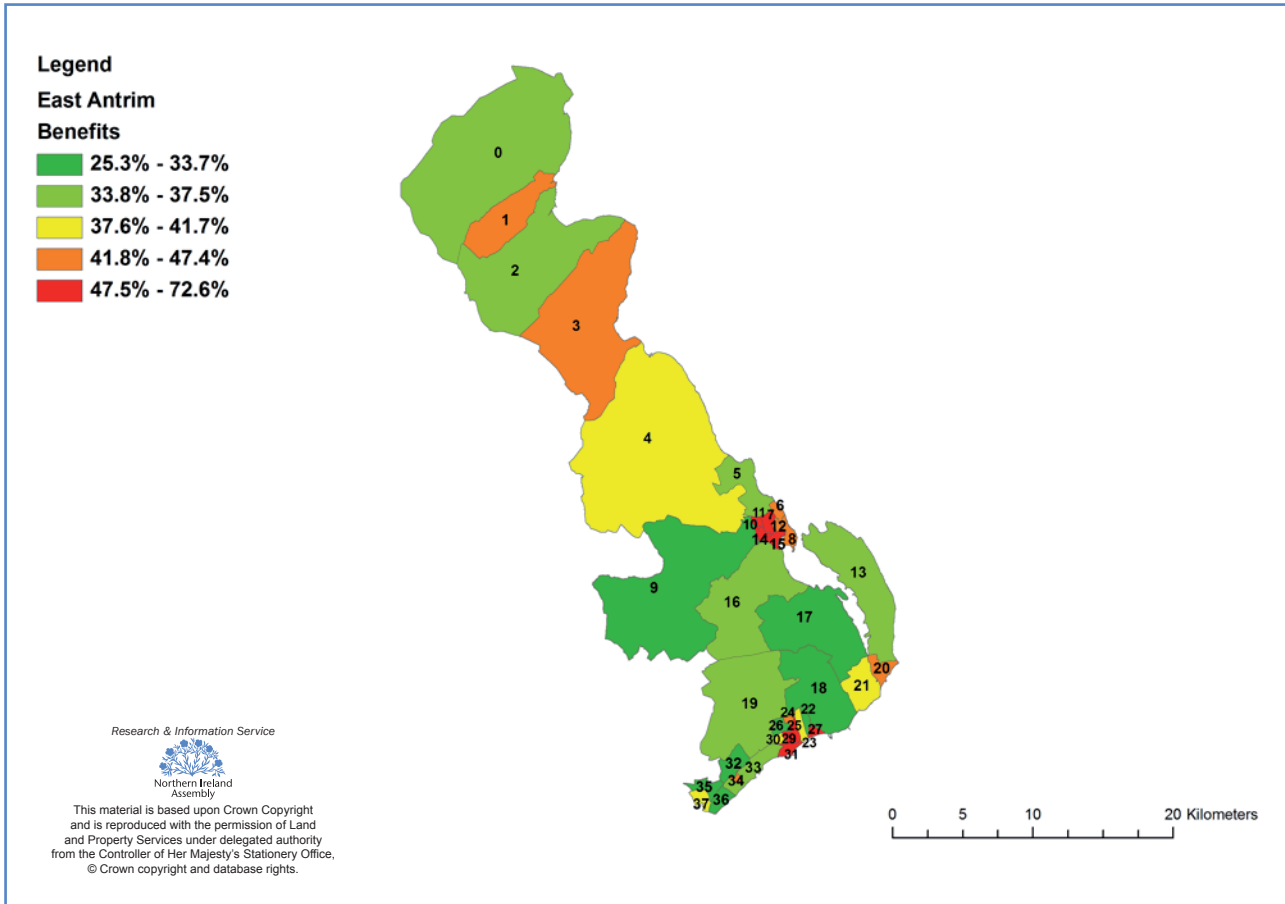 Legend
East Antrim
Benefits
25.3% - 33.7%
33.8% - 37.5%
37.6% - 41.7%
41.8% - 47.4%
47.5% - 72.6%
0
1
2
3
4
5
6
11 7
10 12
14 15 8
13
9
16
17
20
21
18
19
24 22
26 25 27
30 29 23
31
32 33
34
35
37 36
0 5 10 20 Kilometers
Research & Information Service
Northern Ireland
Assembly
This material is based upon Crown Copyright
and is reproduced with the permission of Land
and Property Services under delegated authority
from the Controller of Her Majesty's Stationery Office,
© Crown copyright and database rights.